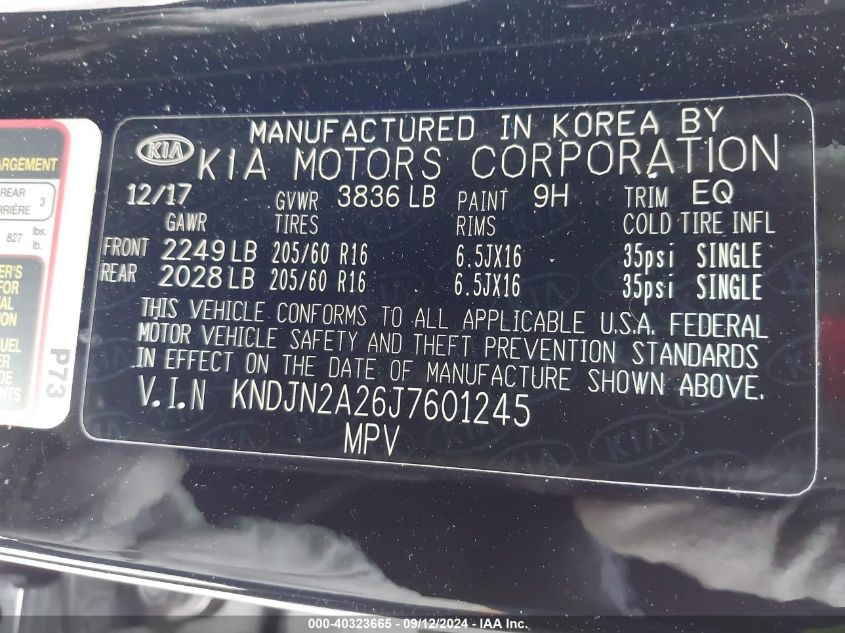 MANUFACTURED IN KOREA BY
KIA KIA MOTORS CORPORATION
12/17 GVWR 3836 LB PAINT 9H TRIM EQ
GAWR TIRES RIMS COLD TIRE INFL
FRONT 2249 LB 205/60 R16 6.5JX16 35psi SINGLE
REAR 2028 LB 205/60 R16 6.5JX16 35psi SINGLE
THIS VEHICLE CONFORMS TO ALL APPLICABLE U.S.A. FEDERAL
MOTOR VEHICLE SAFETY AND THEFT PREVENTION STANDARDS
IN EFFECT ON THE DATE OF MANUFACTURE SHOWN ABOVE.
V.I.N KNDJN2A26J7601245
MPV
REAR 3
827 lbs.
lb.
FOR
P73
000-40323665 - 09/12/2024 - IAA, Inc.